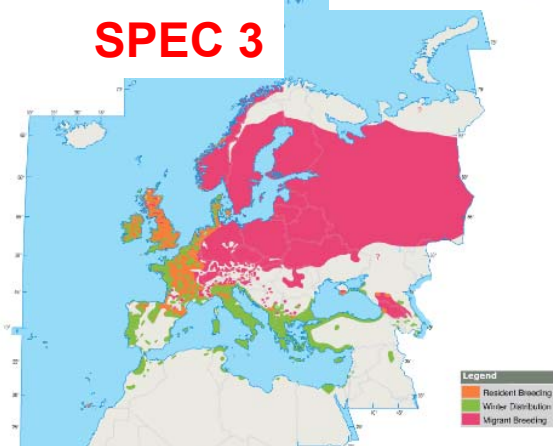 SPEC 3
?
?
Legend
Resident Breeding
Winter Distribution
Migrant Breeding